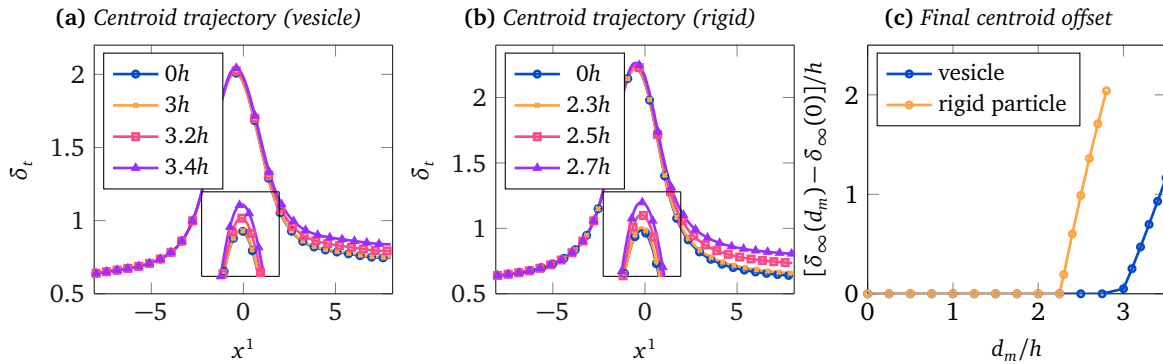 (a) Centroid trajectory (vesicle)
2
1.5
1
0.5
δt
−5
0
5
x¹
0h
3h
3.2h
3.4h
(b) Centroid trajectory (rigid)
2
1.5
1
0.5
δt
−5
0
5
x¹
0h
2.3h
2.5h
2.7h
(c) Final centroid offset
2
1
0
[δ∞(dm) − δ∞(0)]/h
0
1
2
3
dm/h
vesicle
rigid particle